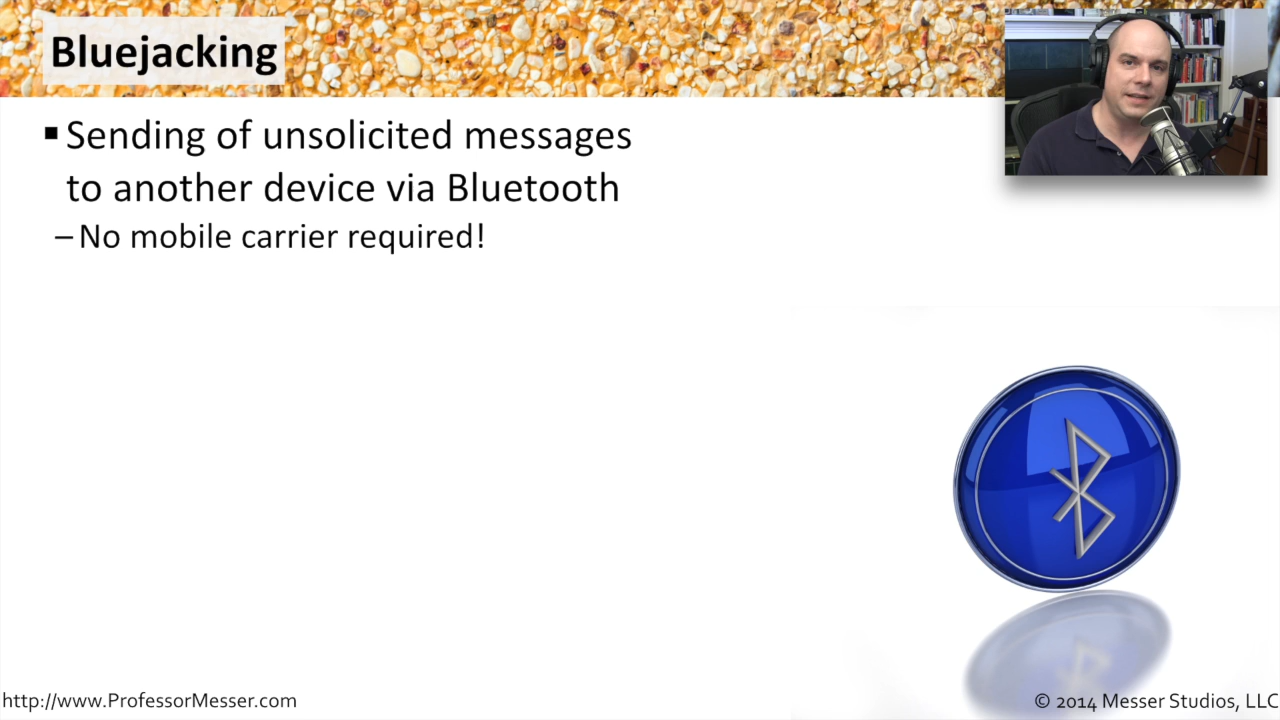 Bluejacking
▪ Sending of unsolicited messages
to another device via Bluetooth
– No mobile carrier required!
http://www.ProfessorMesser.com
© 2014 Messer Studios, LLC